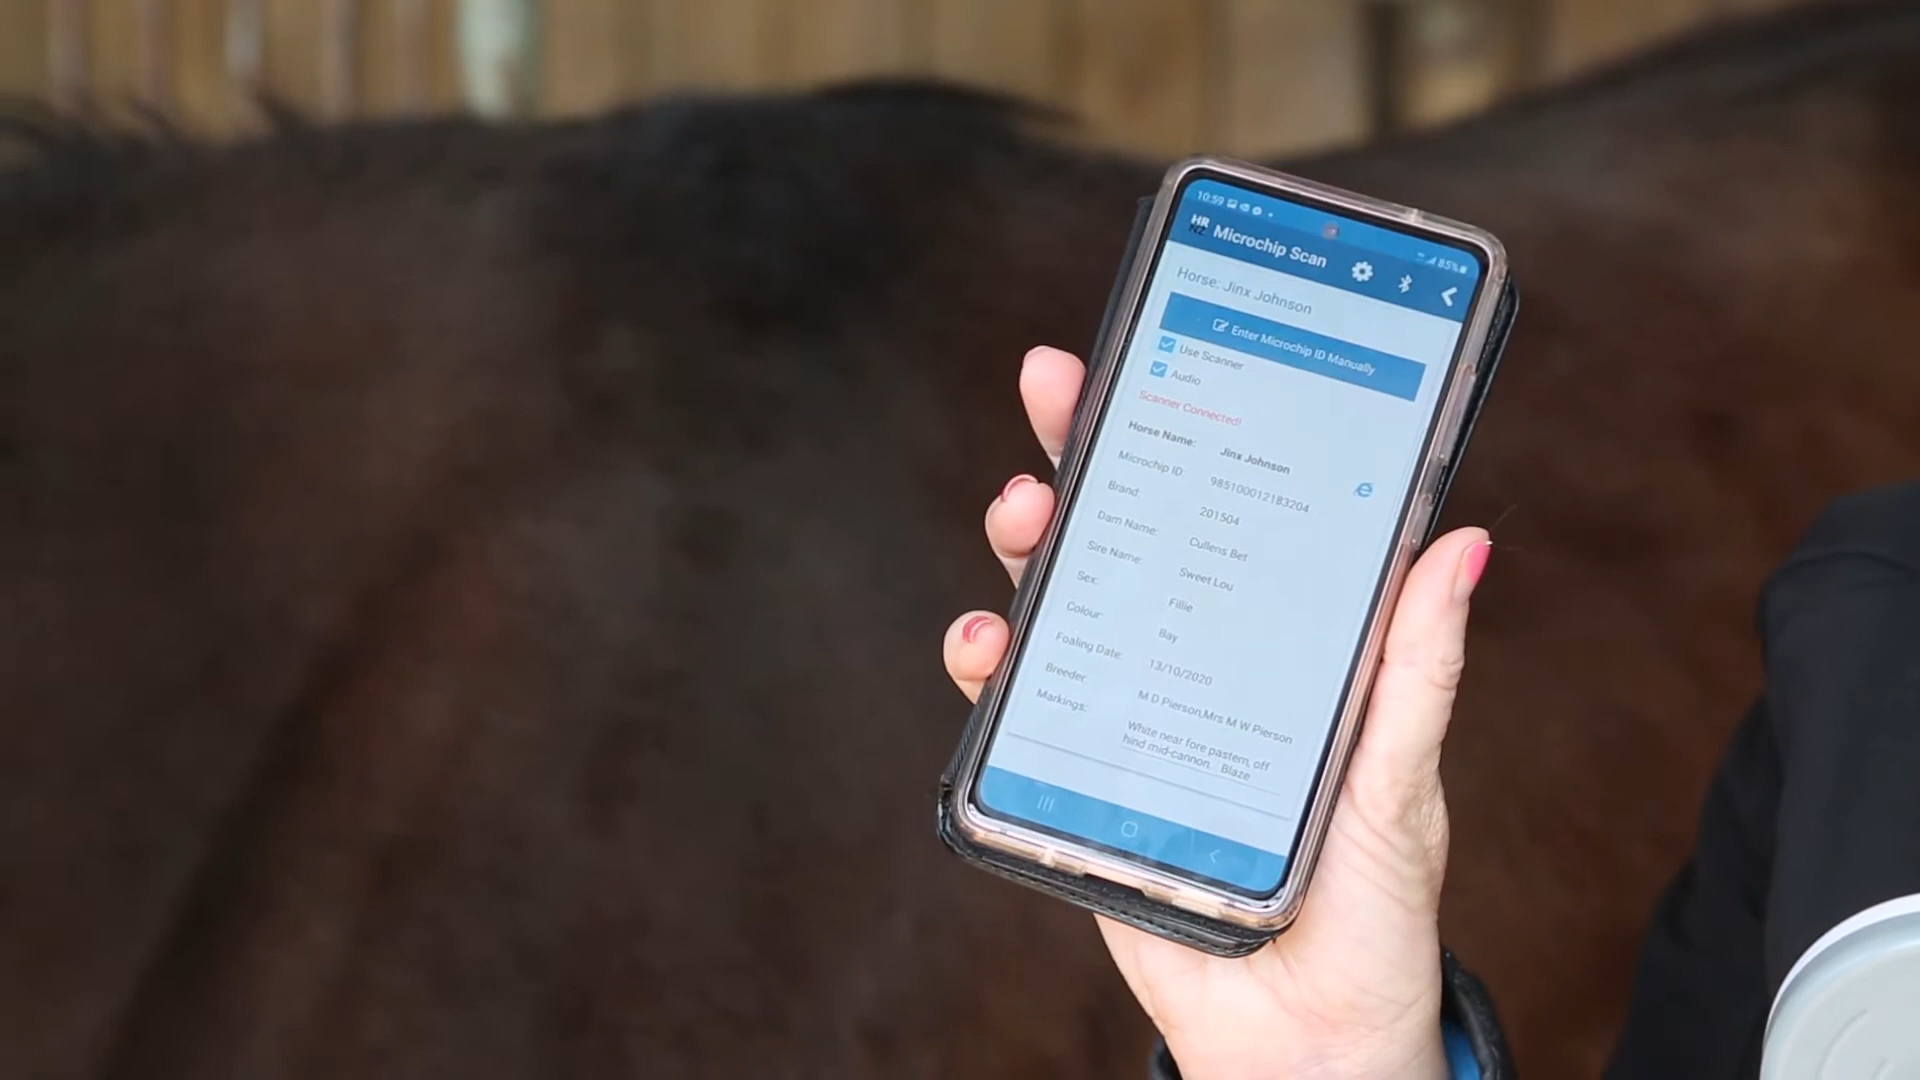 10:59
85%
HR
NZ
Microchip Scan
Horse: Jinx Johnson
Enter Microchip ID Manually
Use Scanner
Audio
Scanner Connected!
Horse Name: Jinx Johnson
Microchip ID: 985100012183204
Brand: 201504
Dam Name: Cullens Bet
Sire Name: Sweet Lou
Sex: Fillie
Colour: Bay
Foaling Date: 13/10/2020
Breeder: M D Pierson,Mrs M W Pierson
Markings: White near fore pastern, off
hind mid-cannon. Blaze